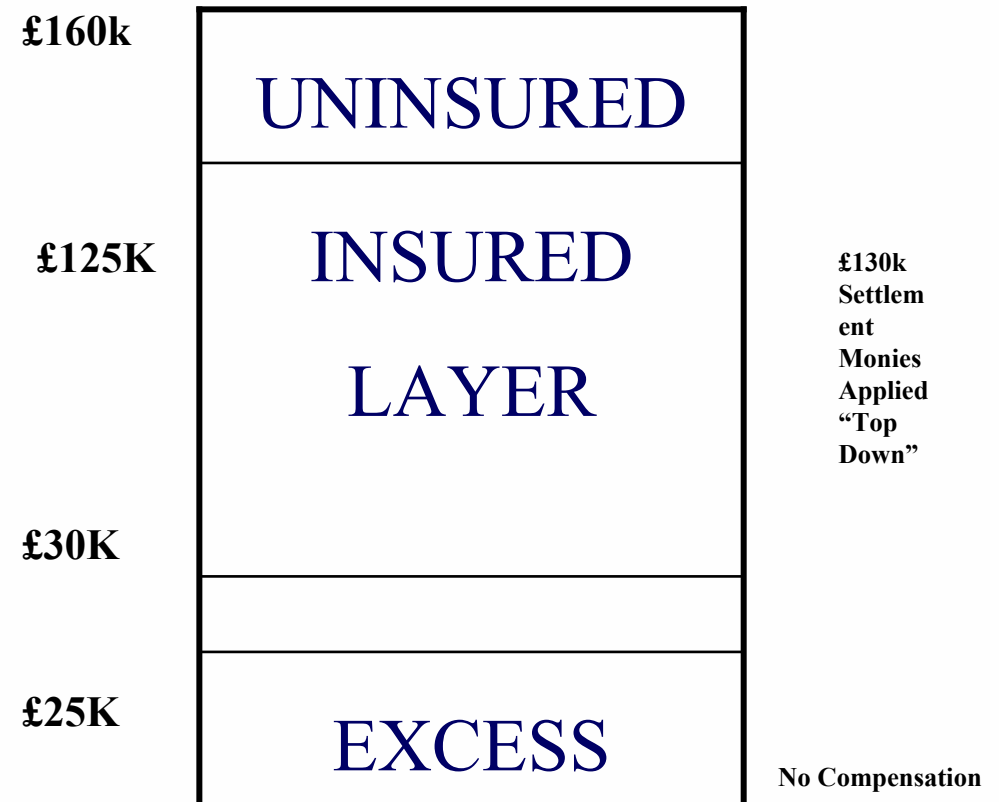 £160k
UNINSURED
£125K
INSURED
LAYER
£130k
Settlem
ent
Monies
Applied
“Top
Down”
£30K
£25K
EXCESS
No Compensation